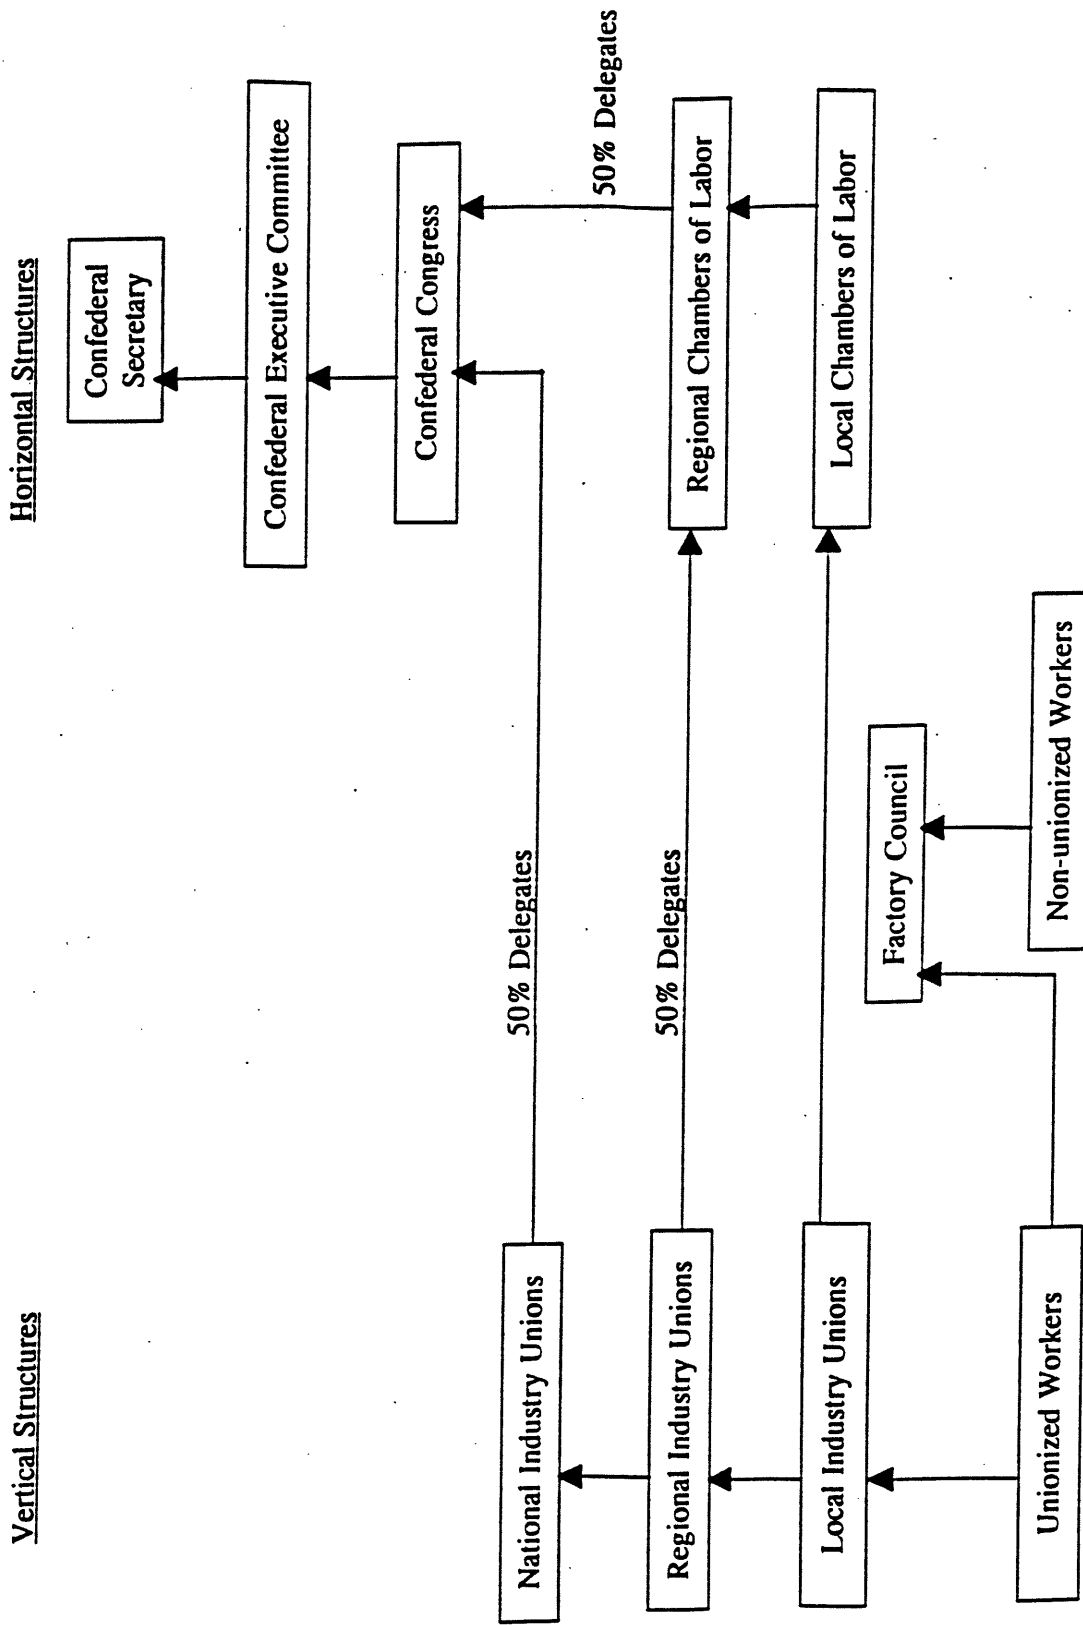 Vertical Structures
Horizontal Structures
Confederal
Secretary
Confederal Executive Committee
Confederal Congress
National Industry Unions
50% Delegates
50% Delegates
Regional Industry Unions
50% Delegates
Regional Chambers of Labor
Local Industry Unions
Local Chambers of Labor
Factory Council
Unionized Workers
Non-unionized Workers